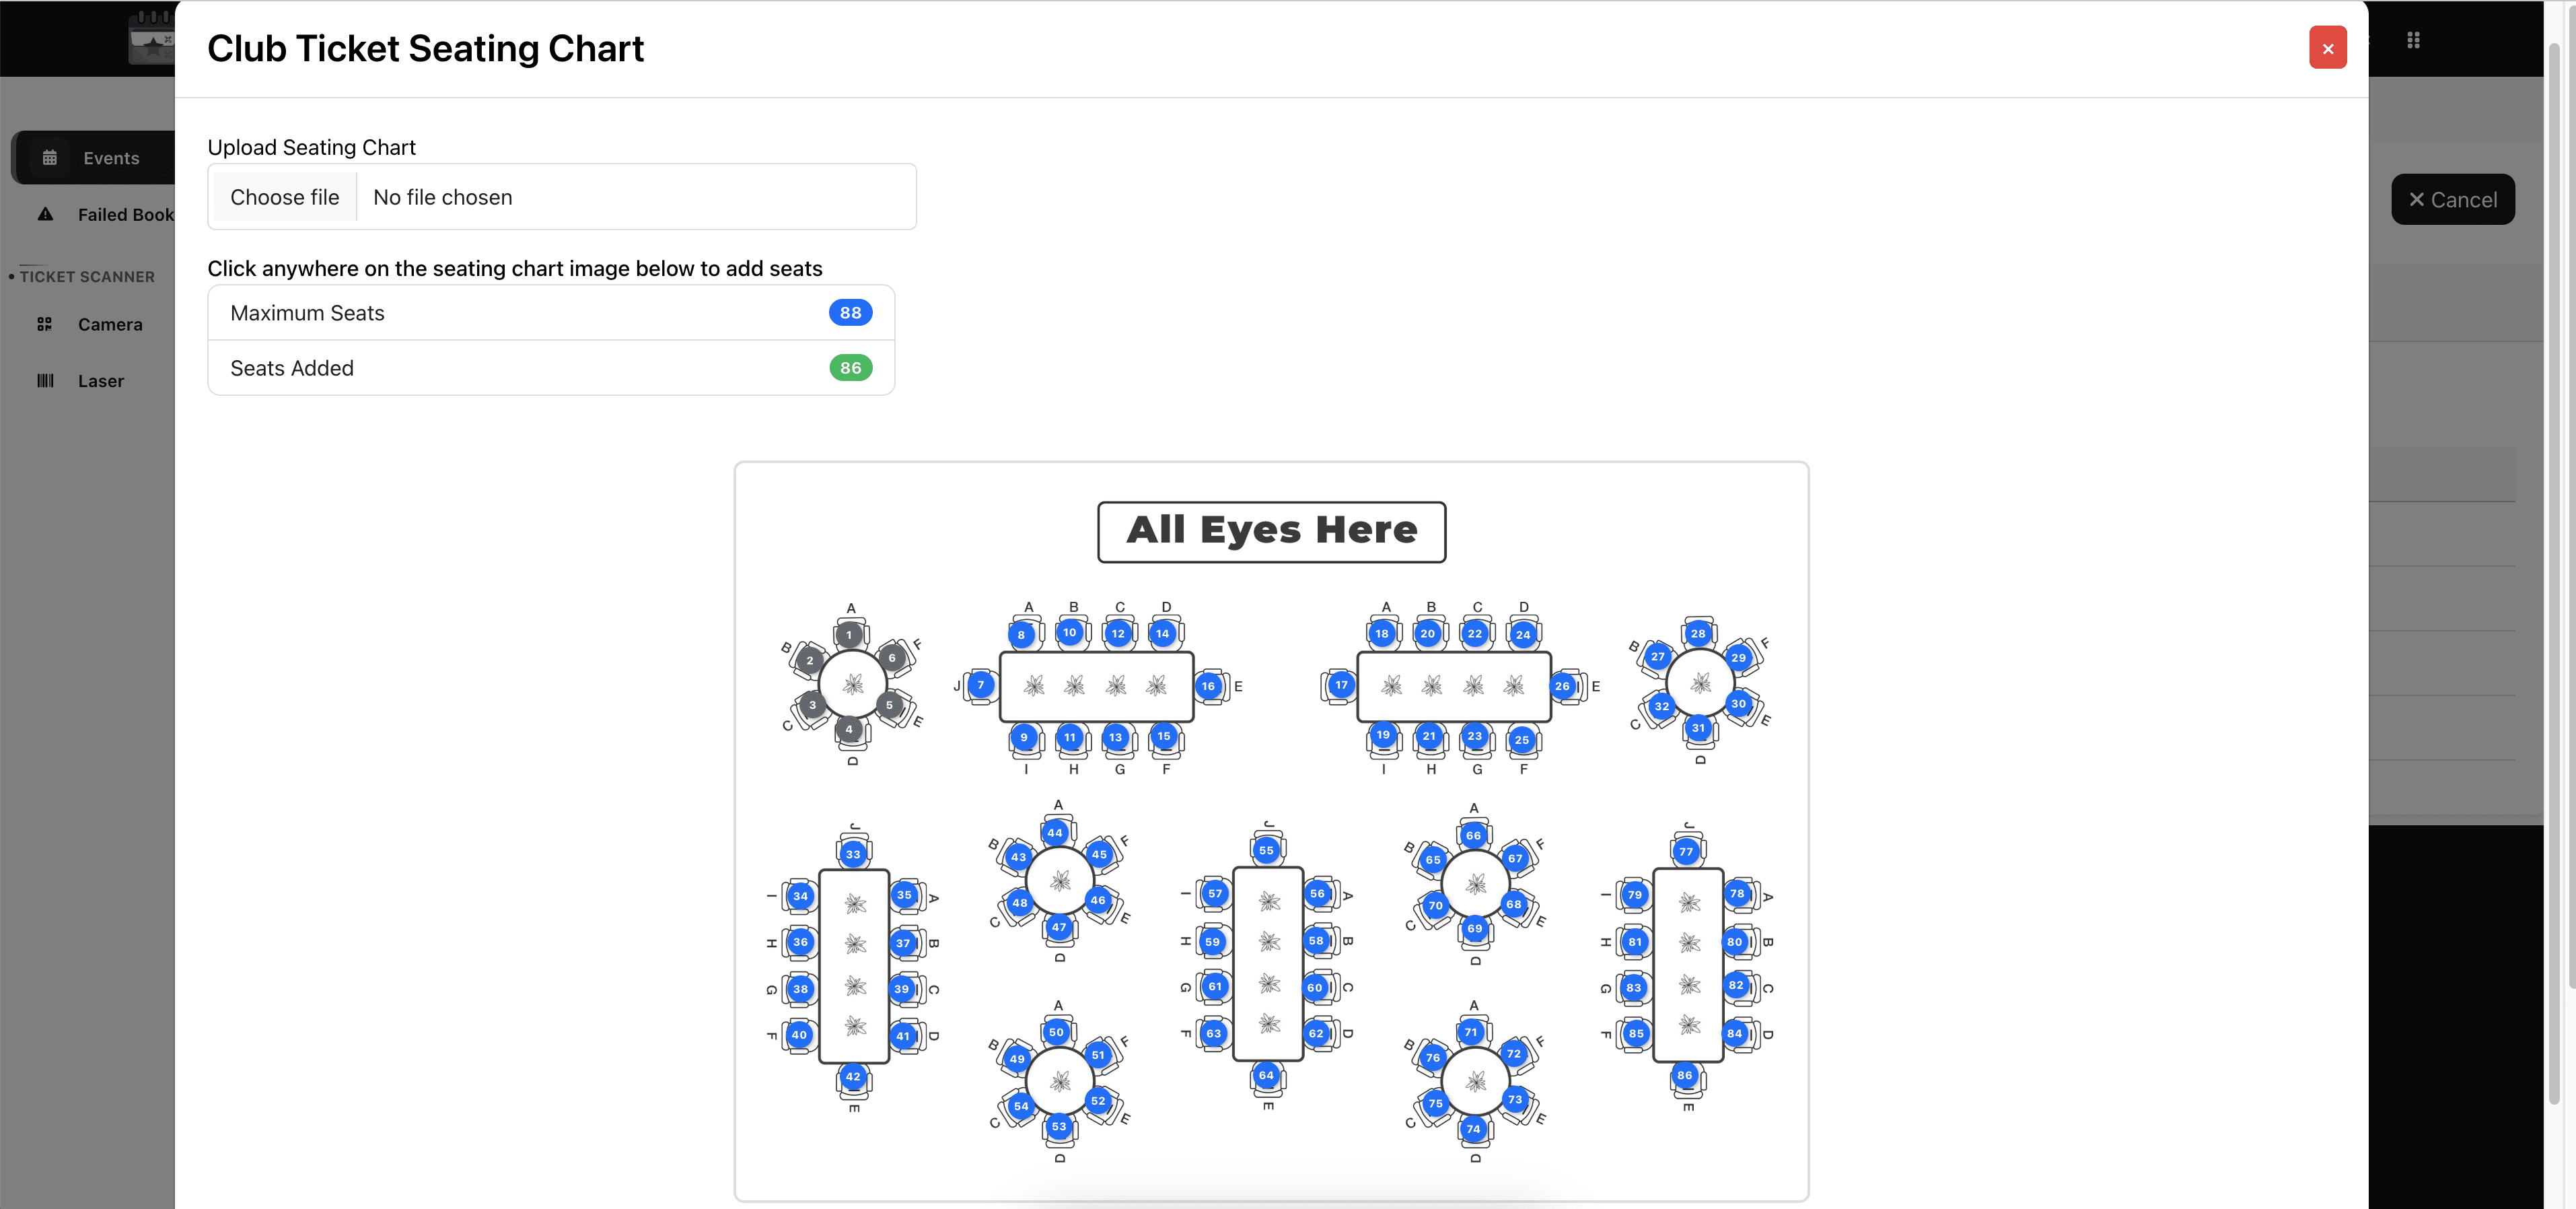 Club Ticket Seating Chart
×
Events
Failed Book
TICKET SCANNER
Camera
Laser
Cancel
Upload Seating Chart
Choose file No file chosen
Click anywhere on the seating chart image below to add seats
Maximum Seats 88
Seats Added 86
All Eyes Here
A
B 1 F
2 6
3 5
C 4 E
D
A B C D
8 10 12 14
J 7 16 E
9 11 13 15
I H G F
A B C D
18 20 22 24
17 26 E
19 21 23 25
I H G F
28
B 27 29 F
C 32 30 E
31
D
J
33
I 34 35 A
H 36 37 B
G 38 39 C
F 40 41 D
42
E
A
44
B 43 45 F
C 48 46 E
47
D
A
50
B 49 51 F
C 54 52 E
53
D
J
55
I 57 56 A
H 59 58 B
G 61 60 C
F 63 62 D
64
E
A
66
B 65 67 F
C 70 68 E
69
D
A
71
B 76 72 F
C 75 73 E
74
D
J
77
I 79 78 A
H 81 80 B
G 83 82 C
F 85 84 D
86
E